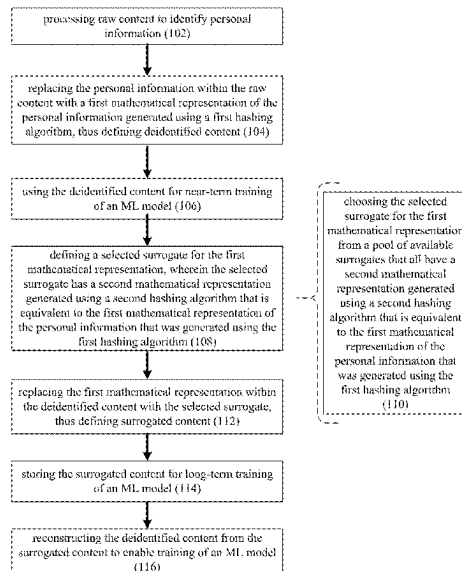 processing raw content to identify personal
information (102)
replacing the personal information within the raw
content with a first mathematical representation of the
personal information generated using a first hashing
algorithm, thus defining deidentified content (104)
using the deidentified content for near-term training
of an ML model (106)
defining a selected surrogate for the first
mathematical representation, wherein the selected
surrogate has a second mathematical representation
generated using a second hashing algorithm that is
equivalent to the first mathematical representation of
the personal information that was generated using the
first hashing algorithm (108)
choosing the selected
surrogate for the first
mathematical representation
from a pool of available
surrogates that all have a
second mathematical
representation generated
using a second hashing
algorithm that is equivalent
to the first mathematical
representation of the
personal information that
was generated using the
first hashing algorithm
(110)
replacing the first mathematical representation within
the deidentified content with the selected surrogate,
thus defining surrogated content (112)
storing the surrogated content for long-term training
of an ML model (114)
reconstructing the deidentified content from the
surrogated content to enable training of an ML model
(116)